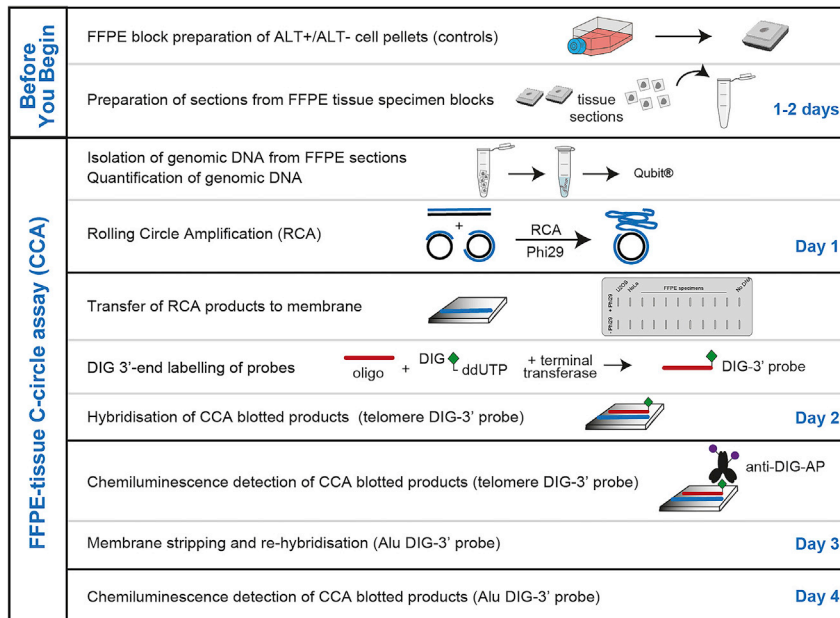 Before
You Begin
FFPE block preparation of ALT+/ALT- cell pellets (controls)
Preparation of sections from FFPE tissue specimen blocks
tissue
sections
1-2 days
FFPE-tissue C-circle assay (CCA)
Isolation of genomic DNA from FFPE sections
Quantification of genomic DNA
Qubit®
Rolling Circle Amplification (RCA)
+
RCA
Phi29
Day 1
Transfer of RCA products to membrane
U2OS
HeLa
FFPE specimens
No DNA
+ Phi29
- Phi29
DIG 3'-end labelling of probes
oligo
+
DIG
ddUTP
+ terminal
transferase
DIG-3' probe
Hybridisation of CCA blotted products (telomere DIG-3' probe)
Day 2
Chemiluminescence detection of CCA blotted products (telomere DIG-3' probe)
anti-DIG-AP
Membrane stripping and re-hybridisation (Alu DIG-3' probe)
Day 3
Chemiluminescence detection of CCA blotted products (Alu DIG-3' probe)
Day 4